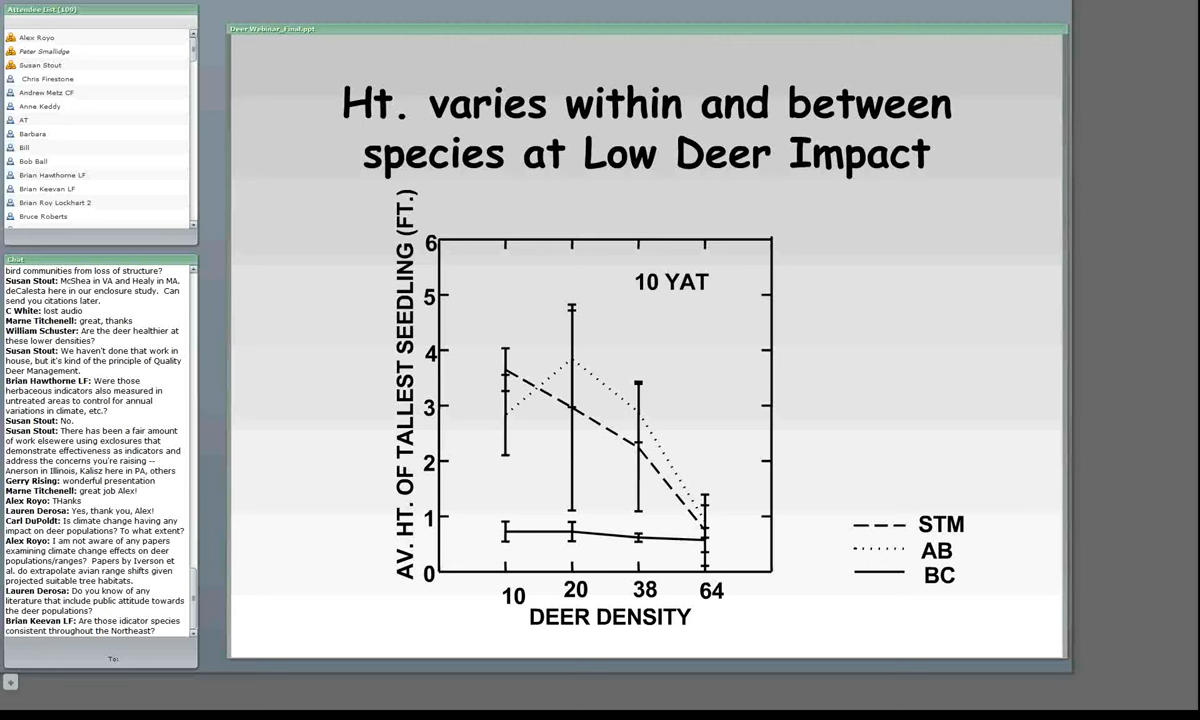 Attendee List (109)
Alex Royo
Peter Smallidge
Susan Stout
Chris Firestone
Andrew Metz CF
Anne Keddy
AT
Barbara
Bill
Bob Ball
Brian Hawthorne LF
Brian Keevan LF
Brian Roy Lockhart 2
Bruce Roberts
Chat
bird communities from loss of structure?
Susan Stout: McShea in VA and Healy in MA.
deCalesta here in our enclosure study. Can
send you citations later.
C White: lost audio
Marne Titchenell: great, thanks
William Schuster: Are the deer healthier at
these lower densities?
Susan Stout: We haven't done that work in
house, but it's kind of the principle of Quality
Deer Management.
Brian Hawthorne LF: Were those
herbaceous indicators also measured in
untreated areas to control for annual
variations in climate, etc.?
Susan Stout: No.
Susan Stout: There has been a fair amount
of work elsewere using exclosures that
demonstrate effectiveness as indicators and
address the concerns you're raising --
Anerson in Illinois, Kalisz here in PA, others
Gerry Rising: wonderful presentation
Marne Titchenell: great job Alex!
Alex Royo: THanks
Lauren Derosa: Yes, thank you, Alex!
Carl DuPoldt: Is climate change having any
impact on deer populations? To what extent?
Alex Royo: I am not aware of any papers
examining climate change effects on deer
populations/ranges? Papers by Iverson et
al. do extrapolate avian range shifts given
projected suitable tree habitats.
Lauren Derosa: Do you know of any
literature that include public attitude towards
the deer populations?
Brian Keevan LF: Are those idicator species
consistent throughout the Northeast?
To:
Deer Webinar_Final.ppt
Ht. varies within and between
species at Low Deer Impact
AV. HT. OF TALLEST SEEDLING (FT.)
6
5
4
3
2
1
0
10 YAT
10 20 38 64
DEER DENSITY
STM
AB
BC